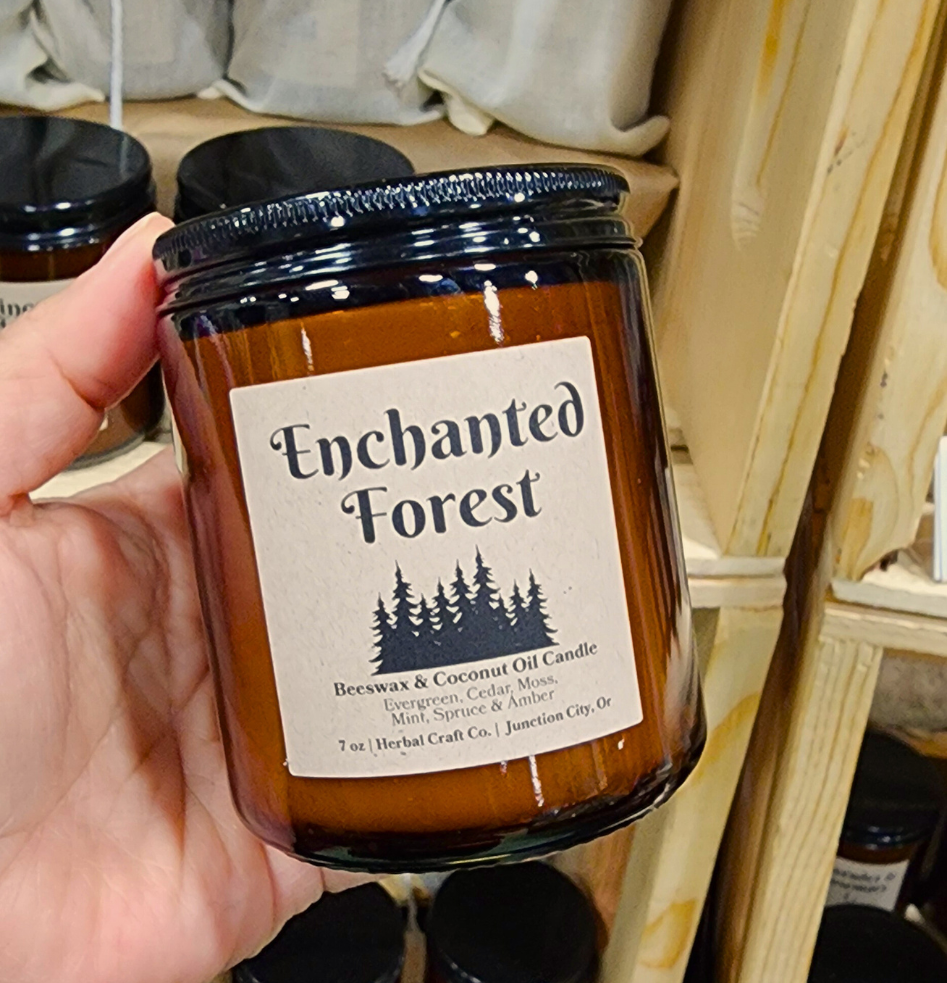 Enchanted
Forest
Beeswax & Coconut Oil Candle
Evergreen, Cedar, Moss,
Mint, Spruce & Amber
7 oz | Herbal Craft Co. | Junction City, Or